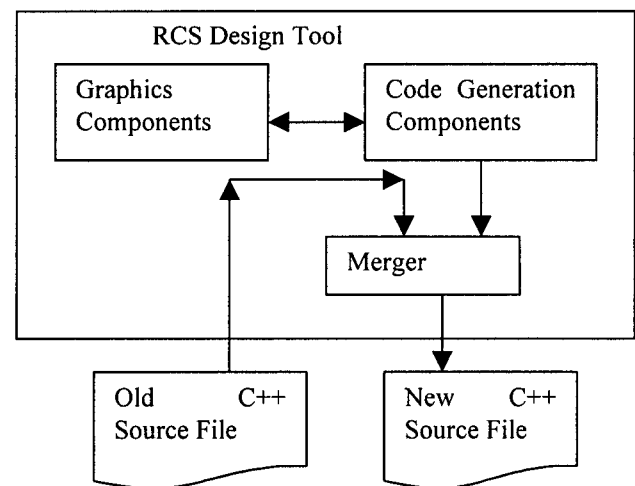 RCS Design Tool
Graphics
Components
Code Generation
Components
Merger
Old C++
Source File
New C++
Source File